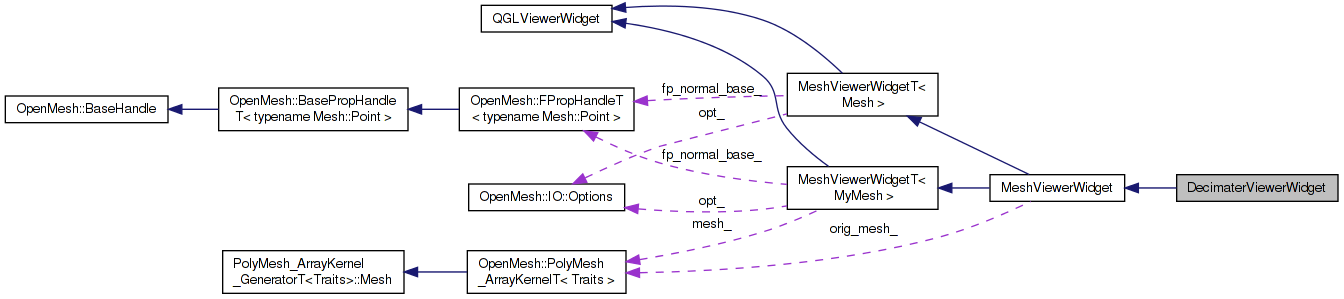 QGLViewerWidget
MeshViewerWidgetT<
Mesh >
fp_normal_base_
OpenMesh::BaseHandle
OpenMesh::BasePropHandle
T< typename Mesh::Point >
OpenMesh::FPropHandleT
< typename Mesh::Point >
opt_
fp_normal_base_
OpenMesh::IO::Options
MeshViewerWidgetT<
MyMesh >
MeshViewerWidget
DecimaterViewerWidget
opt_
mesh_
orig_mesh_
PolyMesh_ArrayKernel
_GeneratorT<Traits>::Mesh
OpenMesh::PolyMesh
_ArrayKernelT< Traits >